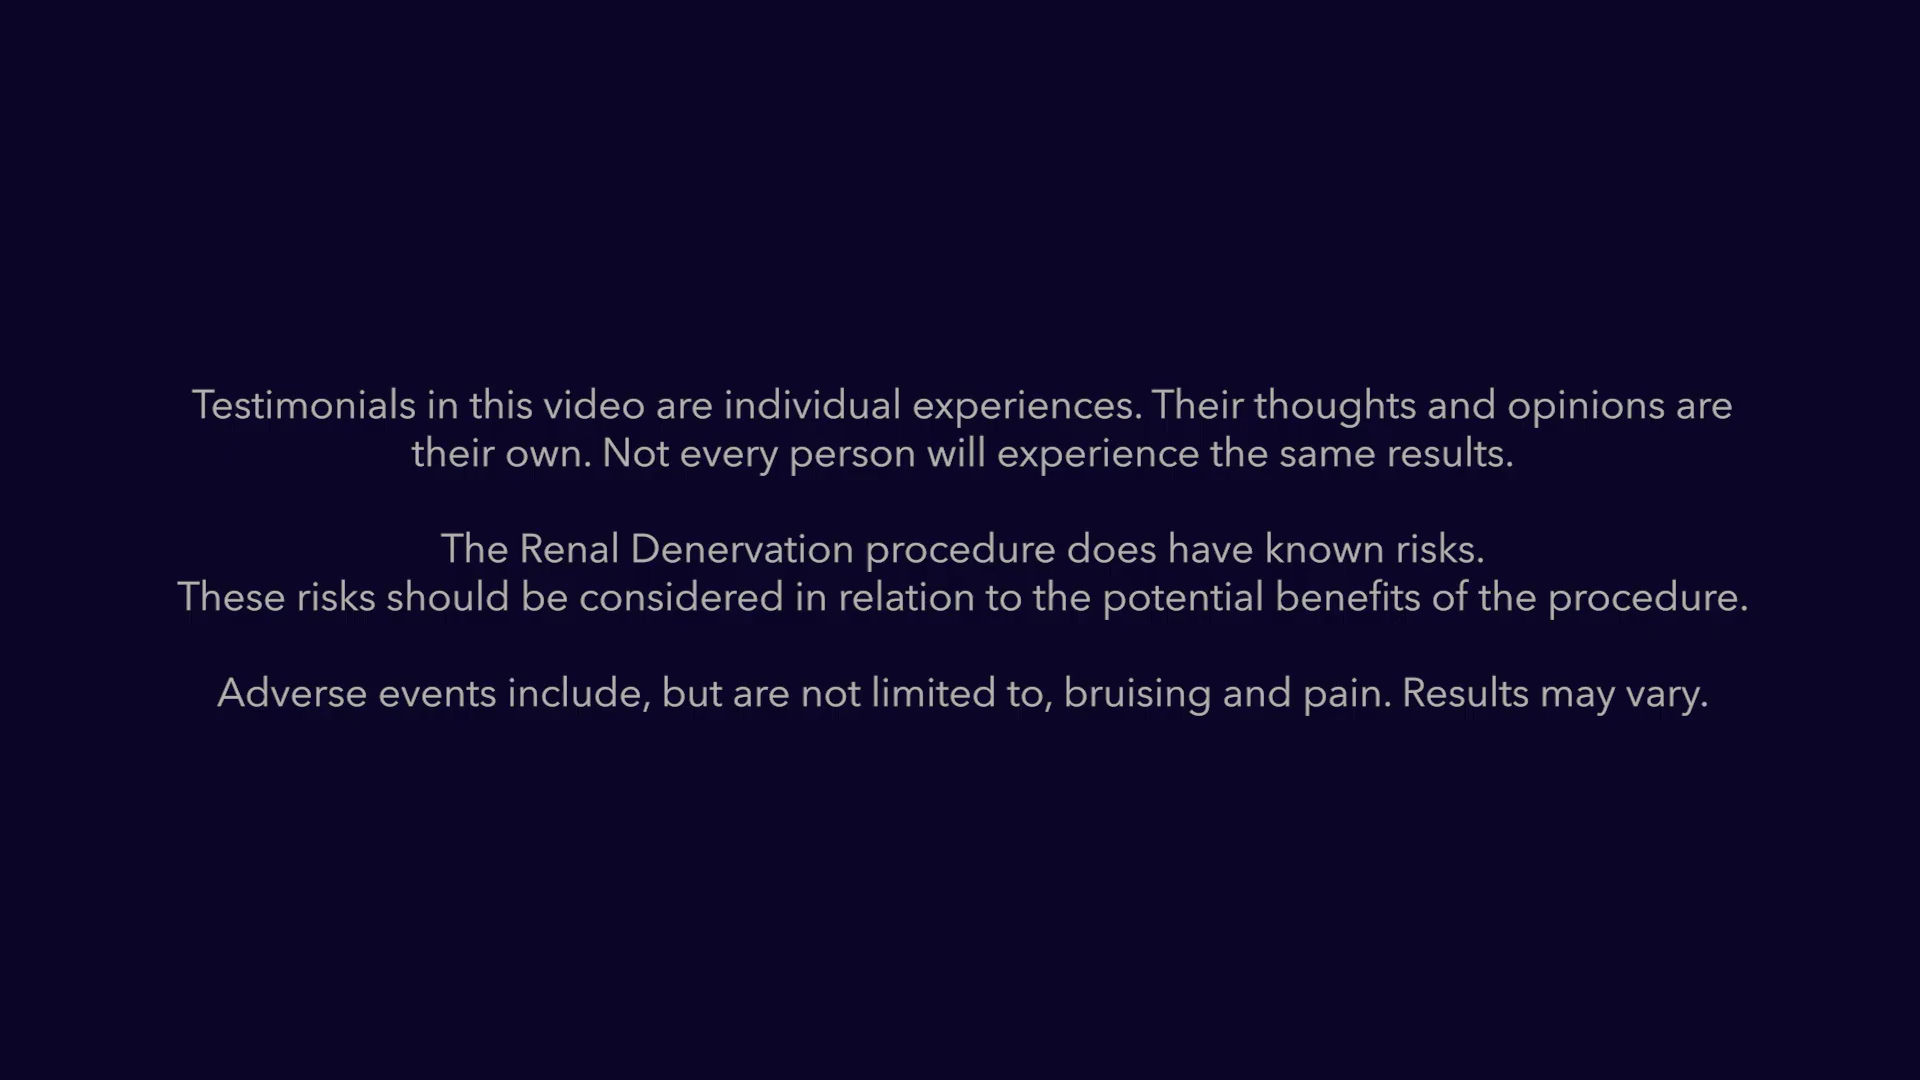 Testimonials in this video are individual experiences. Their thoughts and opinions are
their own. Not every person will experience the same results.
The Renal Denervation procedure does have known risks.
These risks should be considered in relation to the potential benefits of the procedure.
Adverse events include, but are not limited to, bruising and pain. Results may vary.